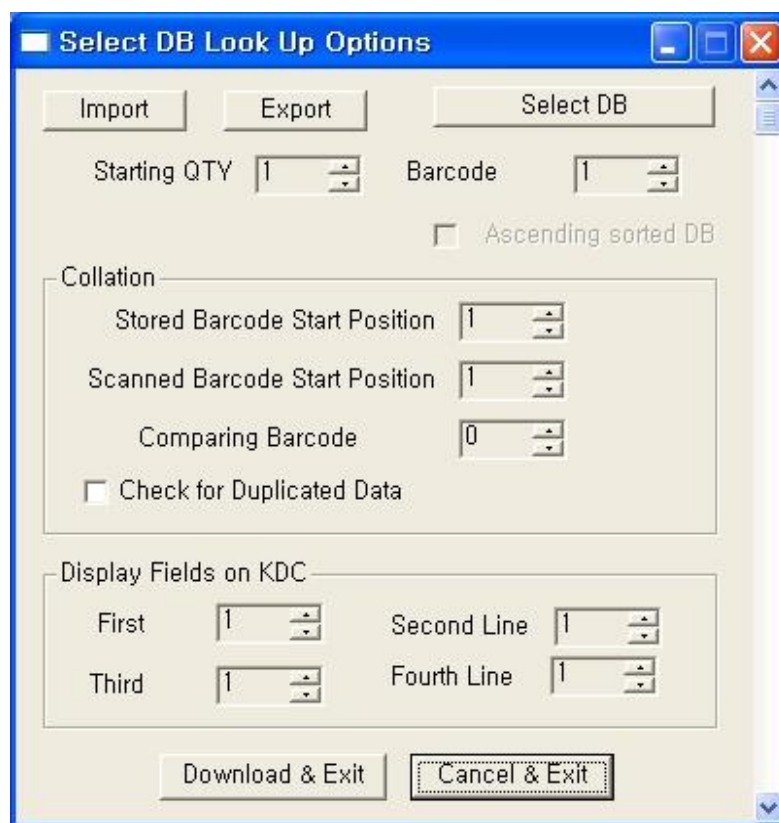 Select DB Look Up Options
Import Export Select DB
Starting QTY 1 Barcode 1
Ascending sorted DB
Collation
Stored Barcode Start Position 1
Scanned Barcode Start Position 1
Comparing Barcode 0
Check for Duplicated Data
Display Fields on KDC
First 1 Second Line 1
Third 1 Fourth Line 1
Download & Exit Cancel & Exit